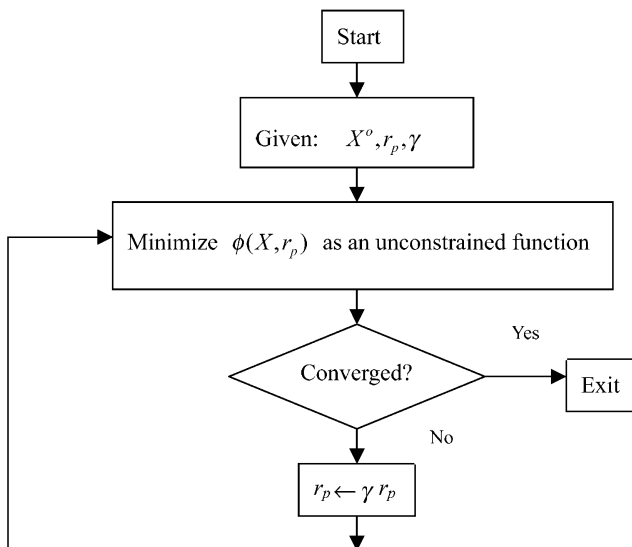 Start
Given: X^o, r_p, γ
Minimize ϕ(X, r_p) as an unconstrained function
Yes
Converged?
Exit
No
r_p ← γ r_p